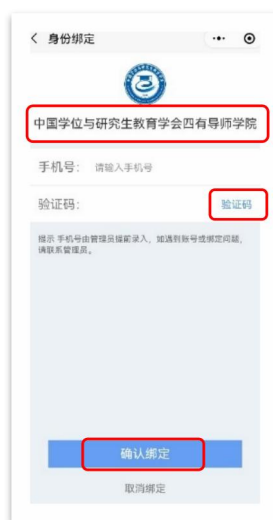 身份绑定
中国学位与研究生教育学会四有导师学院
手机号： 请输入手机号
验证码： 验证码
提示 手机号由管理员提前录入，如遇到账号或绑定问题，
请联系管理员。
确认绑定
取消绑定